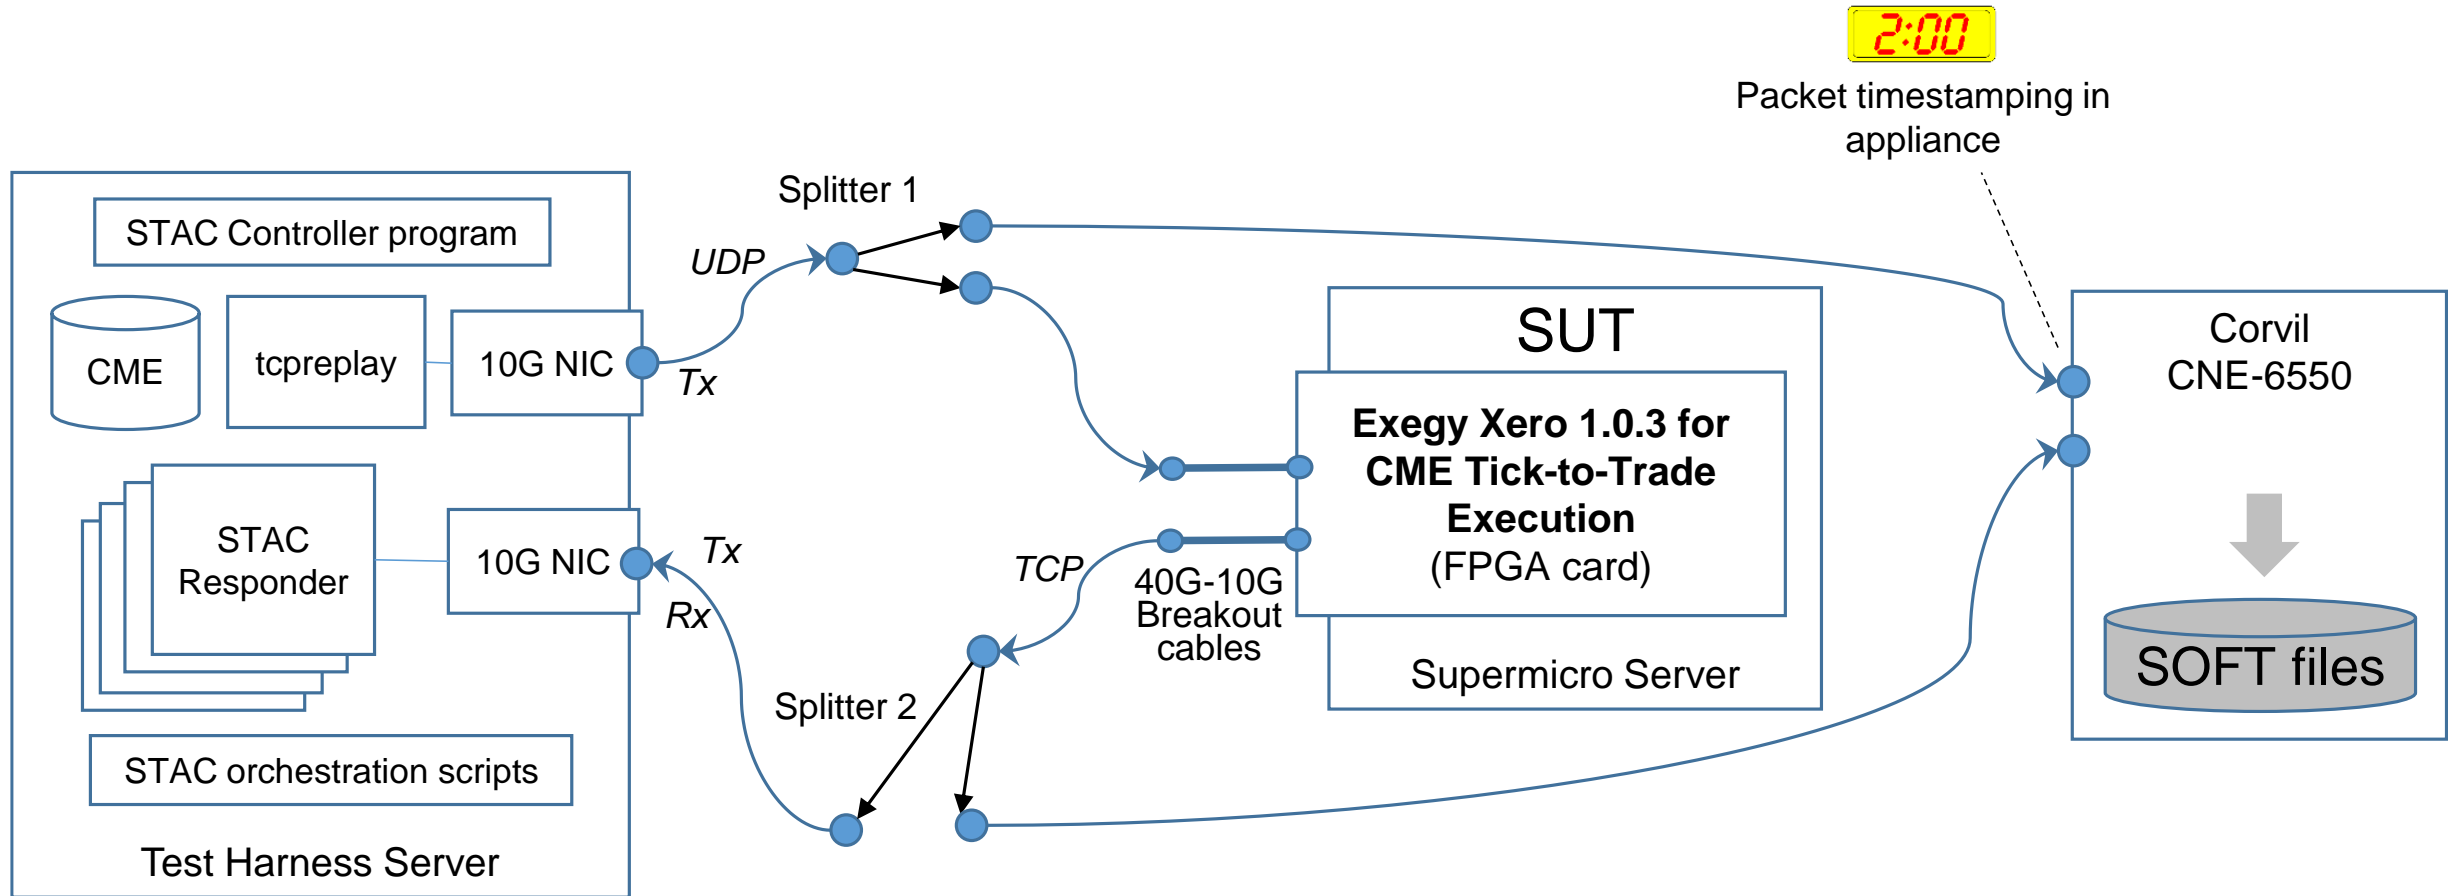 2:00
Packet timestamping in
appliance
Splitter 1
STAC Controller program
UDP
CME
tcpreplay
10G NIC
Tx
SUT
Corvil
CNE-6550
Exegy Xero 1.0.3 for
CME Tick-to-Trade
Execution
(FPGA card)
STAC
Responder
10G NIC
Tx
Rx
TCP
40G-10G
Breakout
cables
Supermicro Server
SOFT files
Splitter 2
STAC orchestration scripts
Test Harness Server